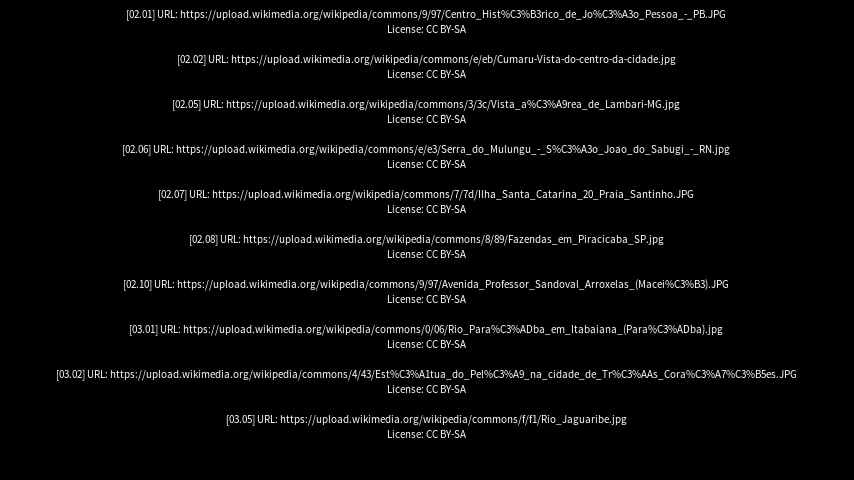 [02.01] URL: https://upload.wikimedia.org/wikipedia/commons/9/97/Centro_Hist%C3%B3rico_de_Jo%C3%A3o_Pessoa_-_PB.JPG
License: CC BY-SA
[02.02] URL: https://upload.wikimedia.org/wikipedia/commons/e/eb/Cumaru-Vista-do-centro-da-cidade.jpg
License: CC BY-SA
[02.05] URL: https://upload.wikimedia.org/wikipedia/commons/3/3c/Vista_a%C3%A9rea_de_Lambari-MG.jpg
License: CC BY-SA
[02.06] URL: https://upload.wikimedia.org/wikipedia/commons/e/e3/Serra_do_Mulungu_-_S%C3%A3o_Joao_do_Sabugi_-_RN.jpg
License: CC BY-SA
[02.07] URL: https://upload.wikimedia.org/wikipedia/commons/7/7d/Ilha_Santa_Catarina_20_Praia_Santinho.JPG
License: CC BY-SA
[02.08] URL: https://upload.wikimedia.org/wikipedia/commons/8/89/Fazendas_em_Piracicaba_SP.jpg
License: CC BY-SA
[02.10] URL: https://upload.wikimedia.org/wikipedia/commons/9/97/Avenida_Professor_Sandoval_Arroxelas_(Macei%C3%B3).JPG
License: CC BY-SA
[03.01] URL: https://upload.wikimedia.org/wikipedia/commons/0/06/Rio_Para%C3%ADba_em_Itabaiana_(Para%C3%ADba).jpg
License: CC BY-SA
[03.02] URL: https://upload.wikimedia.org/wikipedia/commons/4/43/Est%C3%A1tua_do_Pel%C3%A9_na_cidade_de_Tr%C3%AAs_Cora%C3%A7%C3%B5es.JPG
License: CC BY-SA
[03.05] URL: https://upload.wikimedia.org/wikipedia/commons/f/f1/Rio_Jaguaribe.jpg
License: CC BY-SA